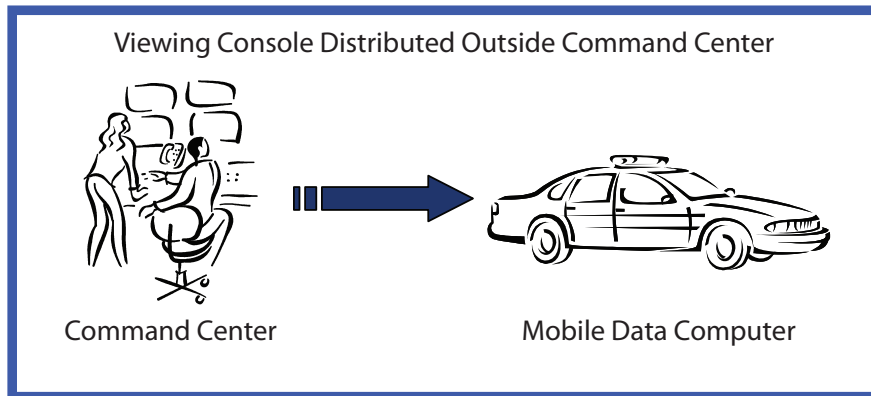 Viewing Console Distributed Outside Command Center
Command Center
Mobile Data Computer